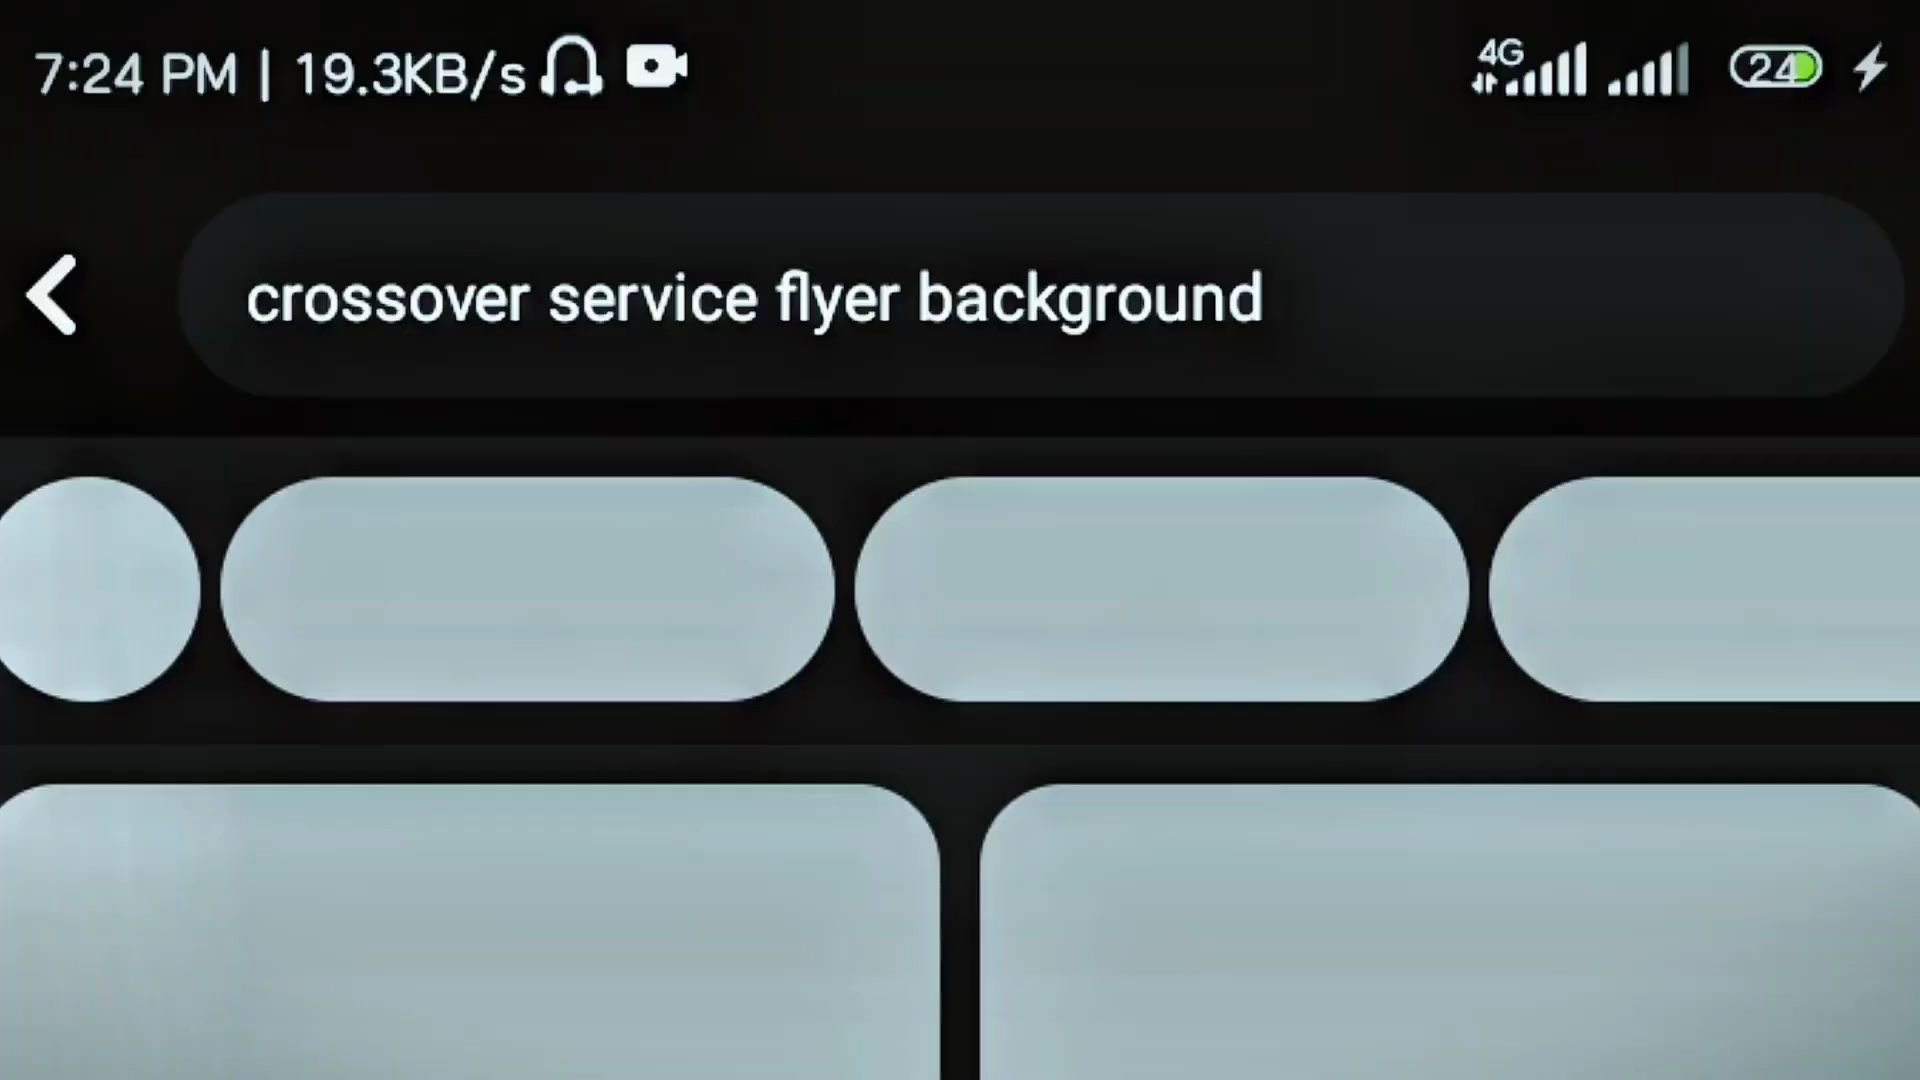 7:24 PM | 19.3KB/s 4G 24
crossover service flyer background